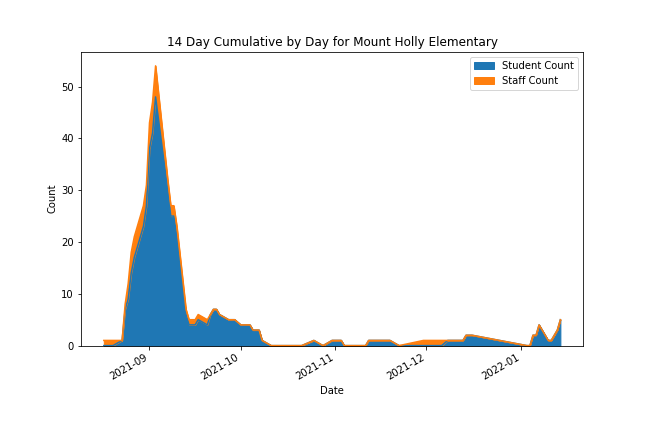 14 Day Cumulative by Day for Mount Holly Elementary
Student Count
Staff Count
Count
50
40
30
20
10
0
2021-09
2021-10
2021-11
2021-12
2022-01
Date